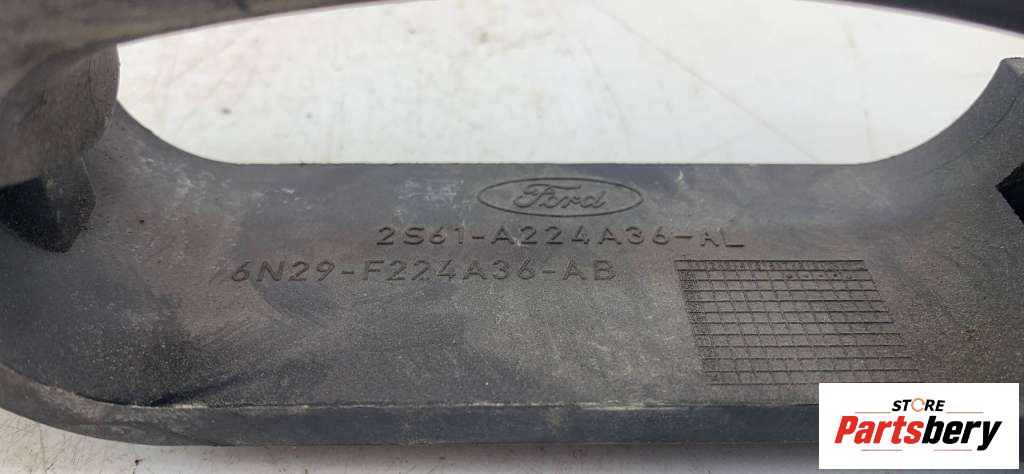 Ford
2S61-A224A36-AL
6N29-F224A36-AB
STORE
Partsbery